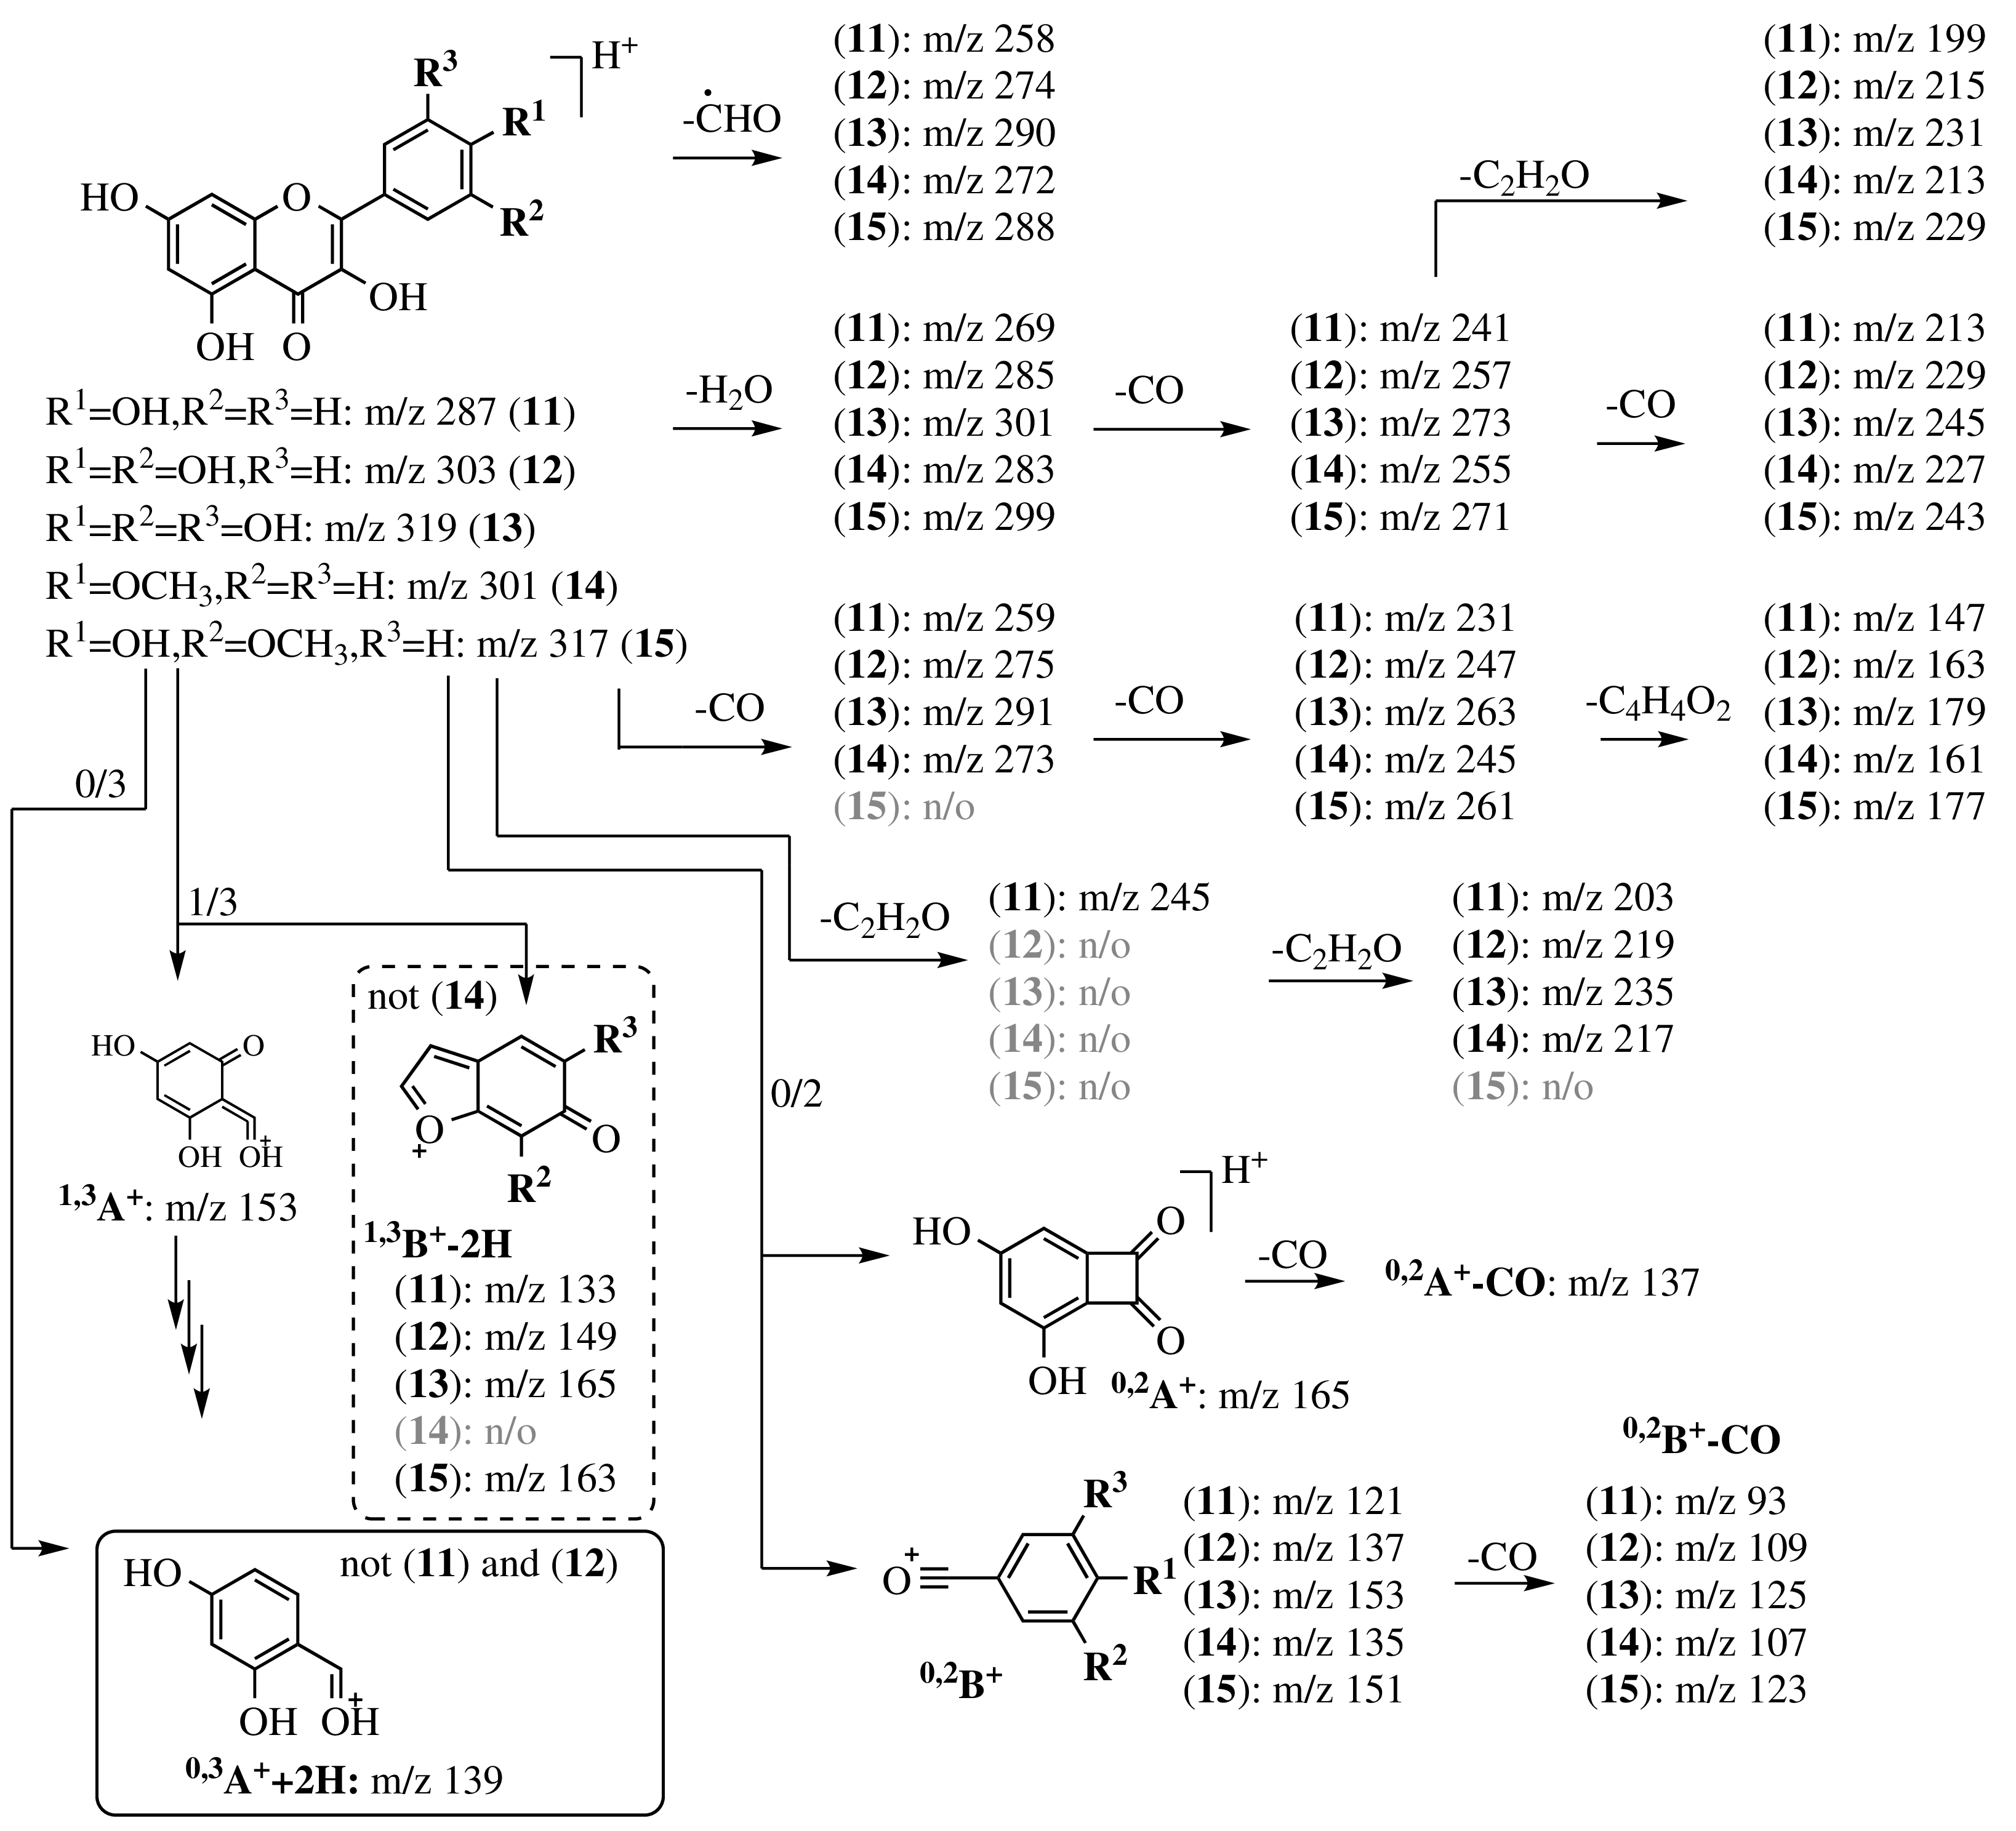 R³
R¹
R²
HO
O
OH
OH O
H⁺
R¹=OH,R²=R³=H: m/z 287 (11)
R¹=R²=OH,R³=H: m/z 303 (12)
R¹=R²=R³=OH: m/z 319 (13)
R¹=OCH₃,R²=R³=H: m/z 301 (14)
R¹=OH,R²=OCH₃,R³=H: m/z 317 (15)
-ĊHO
(11): m/z 258
(12): m/z 274
(13): m/z 290
(14): m/z 272
(15): m/z 288
-H₂O
(11): m/z 269
(12): m/z 285
(13): m/z 301
(14): m/z 283
(15): m/z 299
-CO
(11): m/z 241
(12): m/z 257
(13): m/z 273
(14): m/z 255
(15): m/z 271
-C₂H₂O
(11): m/z 199
(12): m/z 215
(13): m/z 231
(14): m/z 213
(15): m/z 229
-CO
(11): m/z 213
(12): m/z 229
(13): m/z 245
(14): m/z 227
(15): m/z 243
-CO
(11): m/z 259
(12): m/z 275
(13): m/z 291
(14): m/z 273
(15): n/o
-CO
(11): m/z 231
(12): m/z 247
(13): m/z 263
(14): m/z 245
(15): m/z 261
-C₄H₄O₂
(11): m/z 147
(12): m/z 163
(13): m/z 179
(14): m/z 161
(15): m/z 177
-C₂H₂O
(11): m/z 245
(12): n/o
(13): n/o
(14): n/o
(15): n/o
-C₂H₂O
(11): m/z 203
(12): m/z 219
(13): m/z 235
(14): m/z 217
(15): n/o
0/3
1/3
0/2
HO
O
OH OH
+
¹,³A⁺: m/z 153
not (14)
R³
O
+
O
R²
¹,³B⁺-2H
(11): m/z 133
(12): m/z 149
(13): m/z 165
(14): n/o
(15): m/z 163
H⁺
HO
O
O
OH
⁰,²A⁺: m/z 165
-CO
⁰,²A⁺-CO: m/z 137
R³
+
O
R¹
R²
⁰,²B⁺
(11): m/z 121
(12): m/z 137
(13): m/z 153
(14): m/z 135
(15): m/z 151
-CO
⁰,²B⁺-CO
(11): m/z 93
(12): m/z 109
(13): m/z 125
(14): m/z 107
(15): m/z 123
not (11) and (12)
HO
OH OH
+
⁰,³A⁺+2H: m/z 139